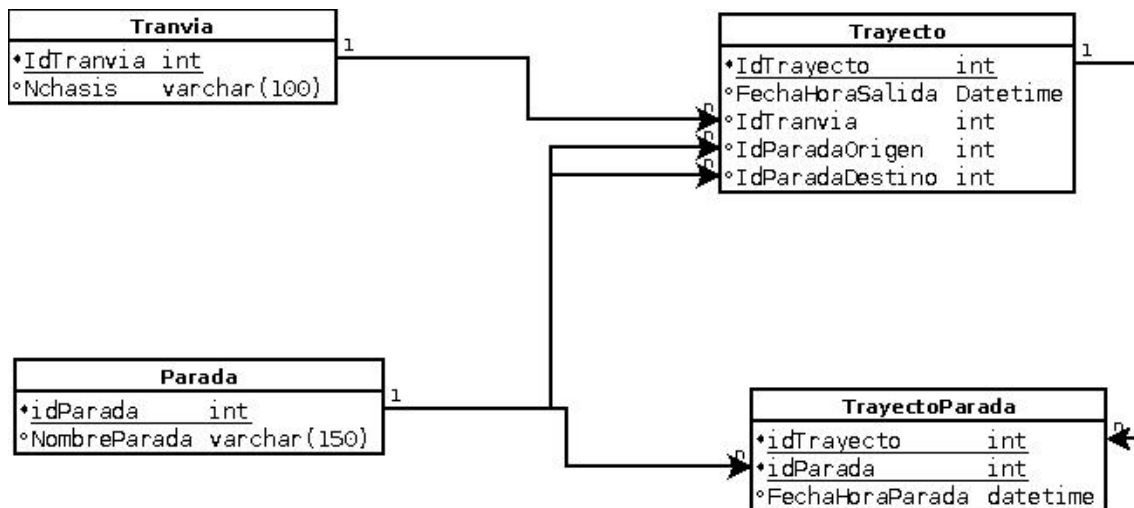 Tranvia
IdTranvia int
Nchasis varchar(100)
1
Trayecto
IdTrayecto int
FechaHoraSalida Datetime
n
IdTranvia int
n
IdParadaOrigen int
n
IdParadaDestino int
1
Parada
idParada int
NombreParada varchar(150)
1
TrayectoParada
idTrayecto int
n
n
idParada int
FechaHoraParada datetime